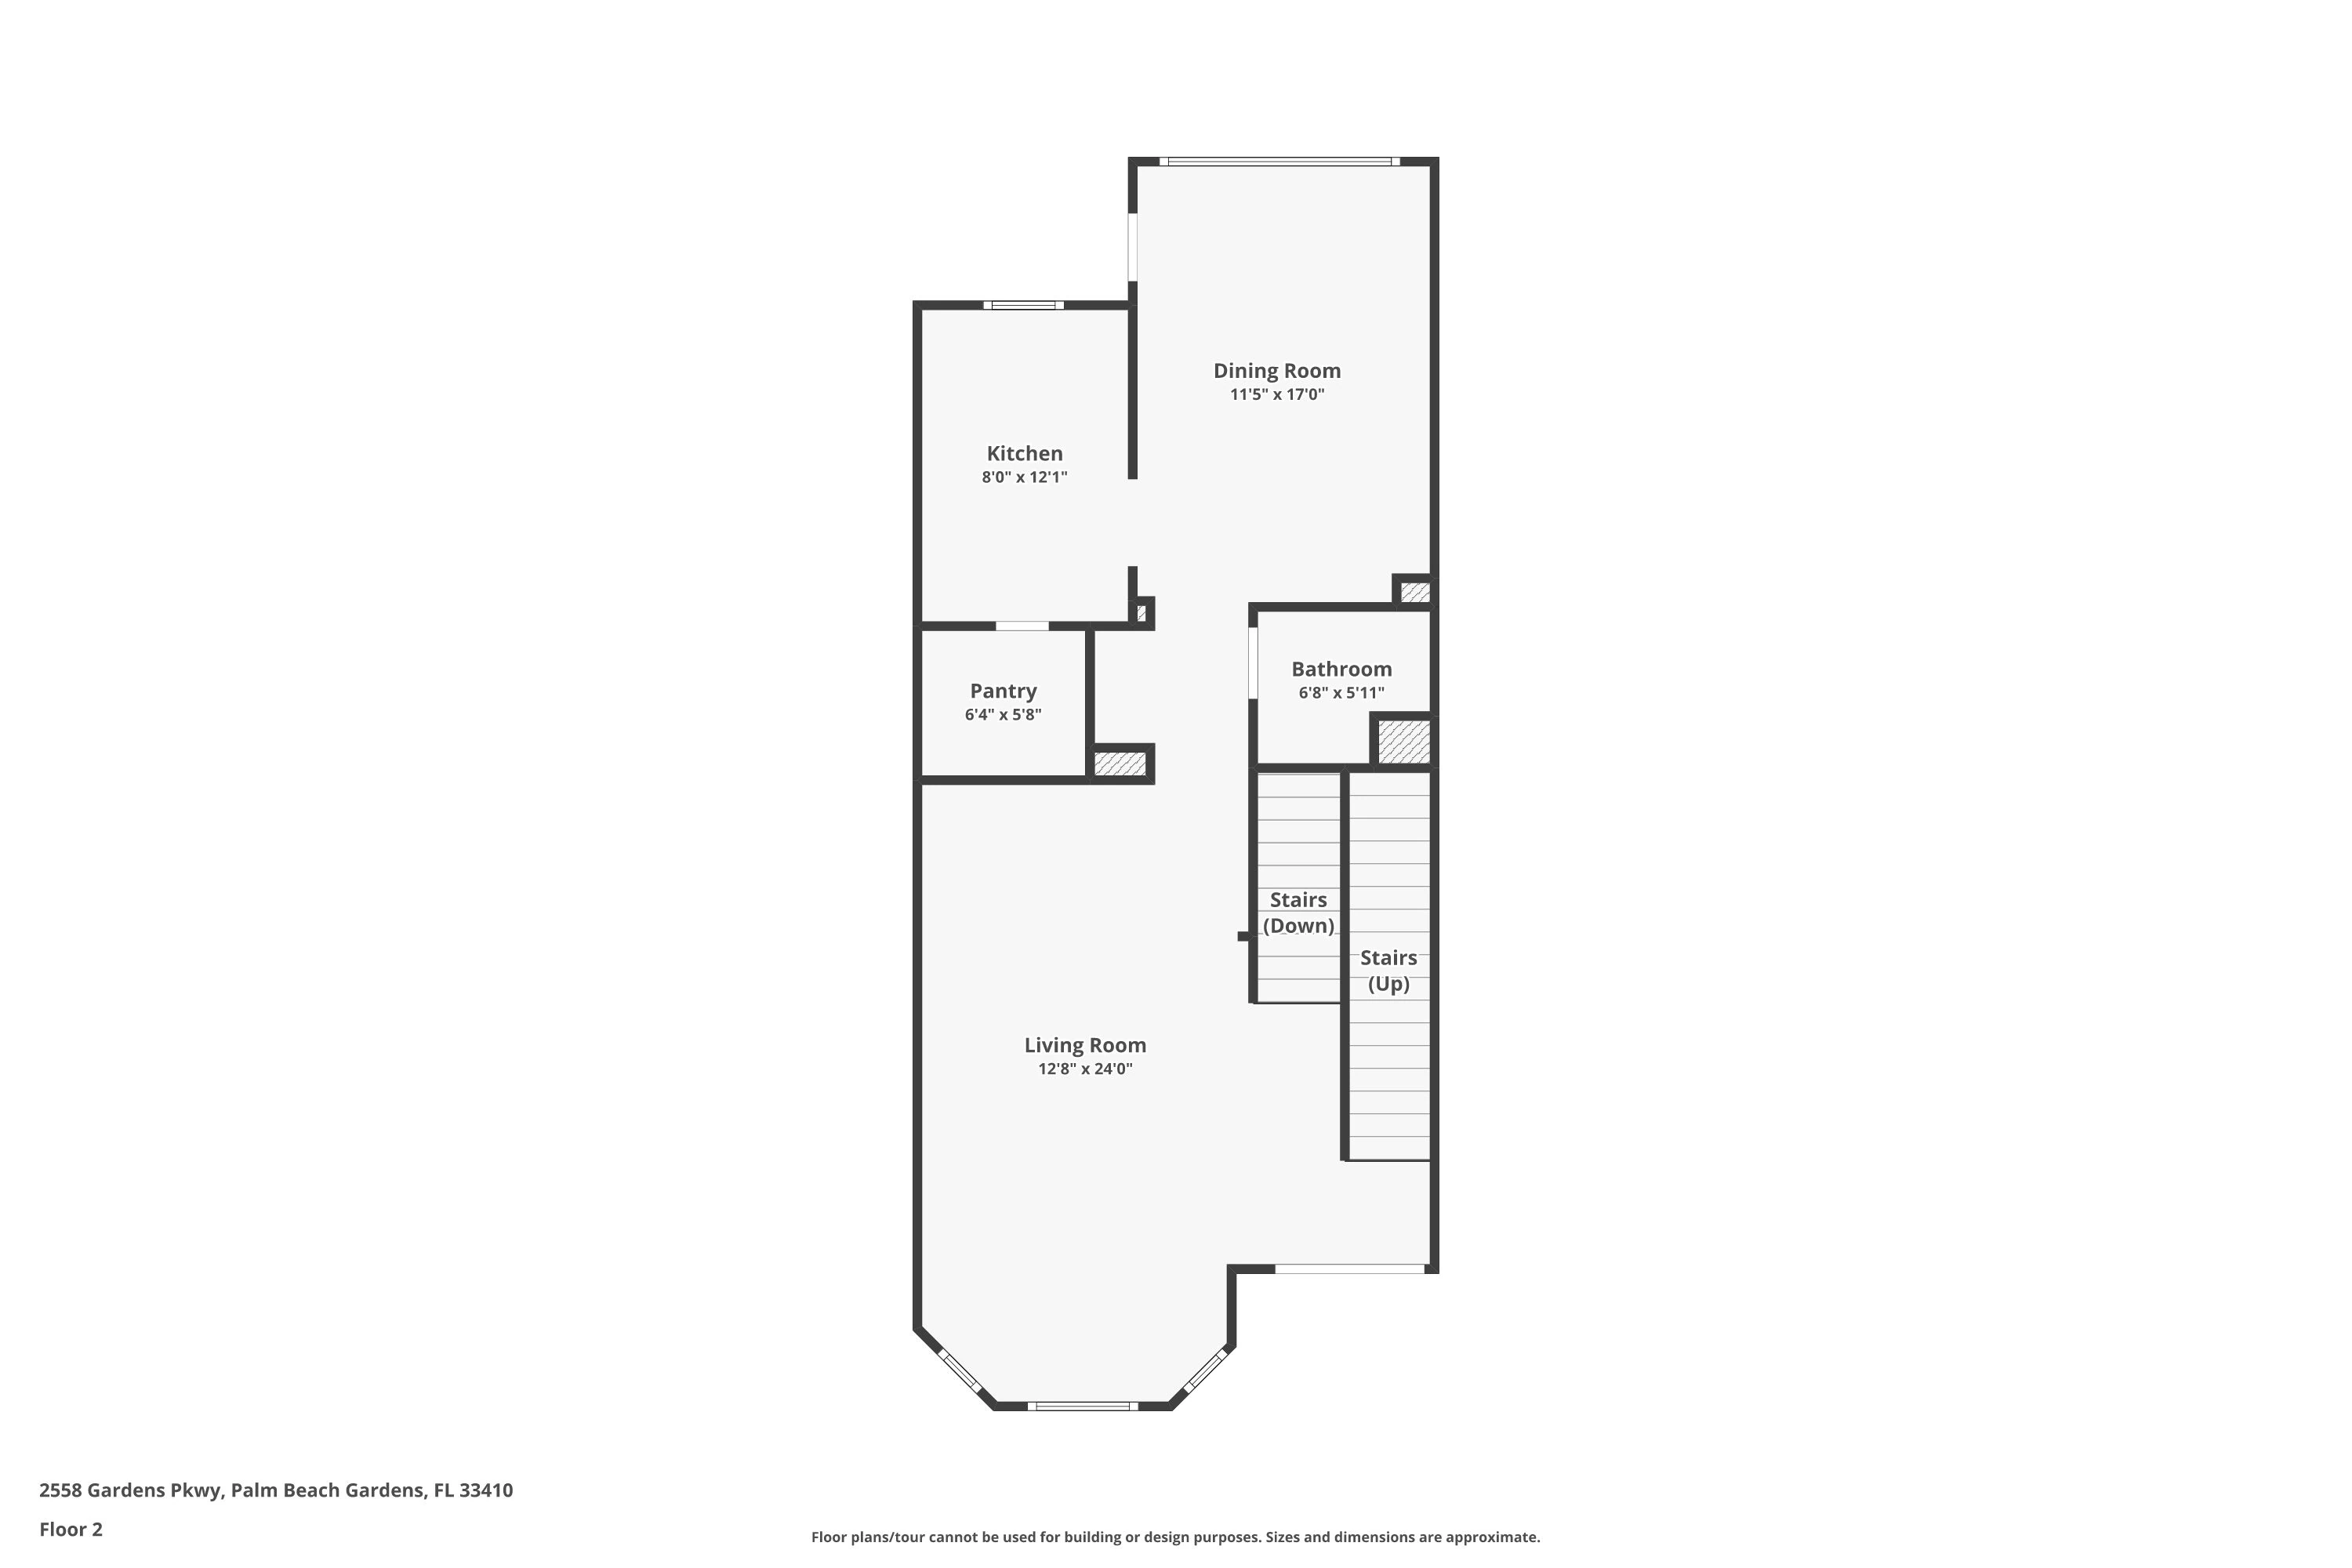 Dining Room
11'5" x 17'0"
Kitchen
8'0" x 12'1"
Bathroom
6'8" x 5'11"
Pantry
6'4" x 5'8"
Stairs
(Down)
Stairs
(Up)
Living Room
12'8" x 24'0"
2558 Gardens Pkwy, Palm Beach Gardens, FL 33410
Floor 2
Floor plans/tour cannot be used for building or design purposes. Sizes and dimensions are approximate.